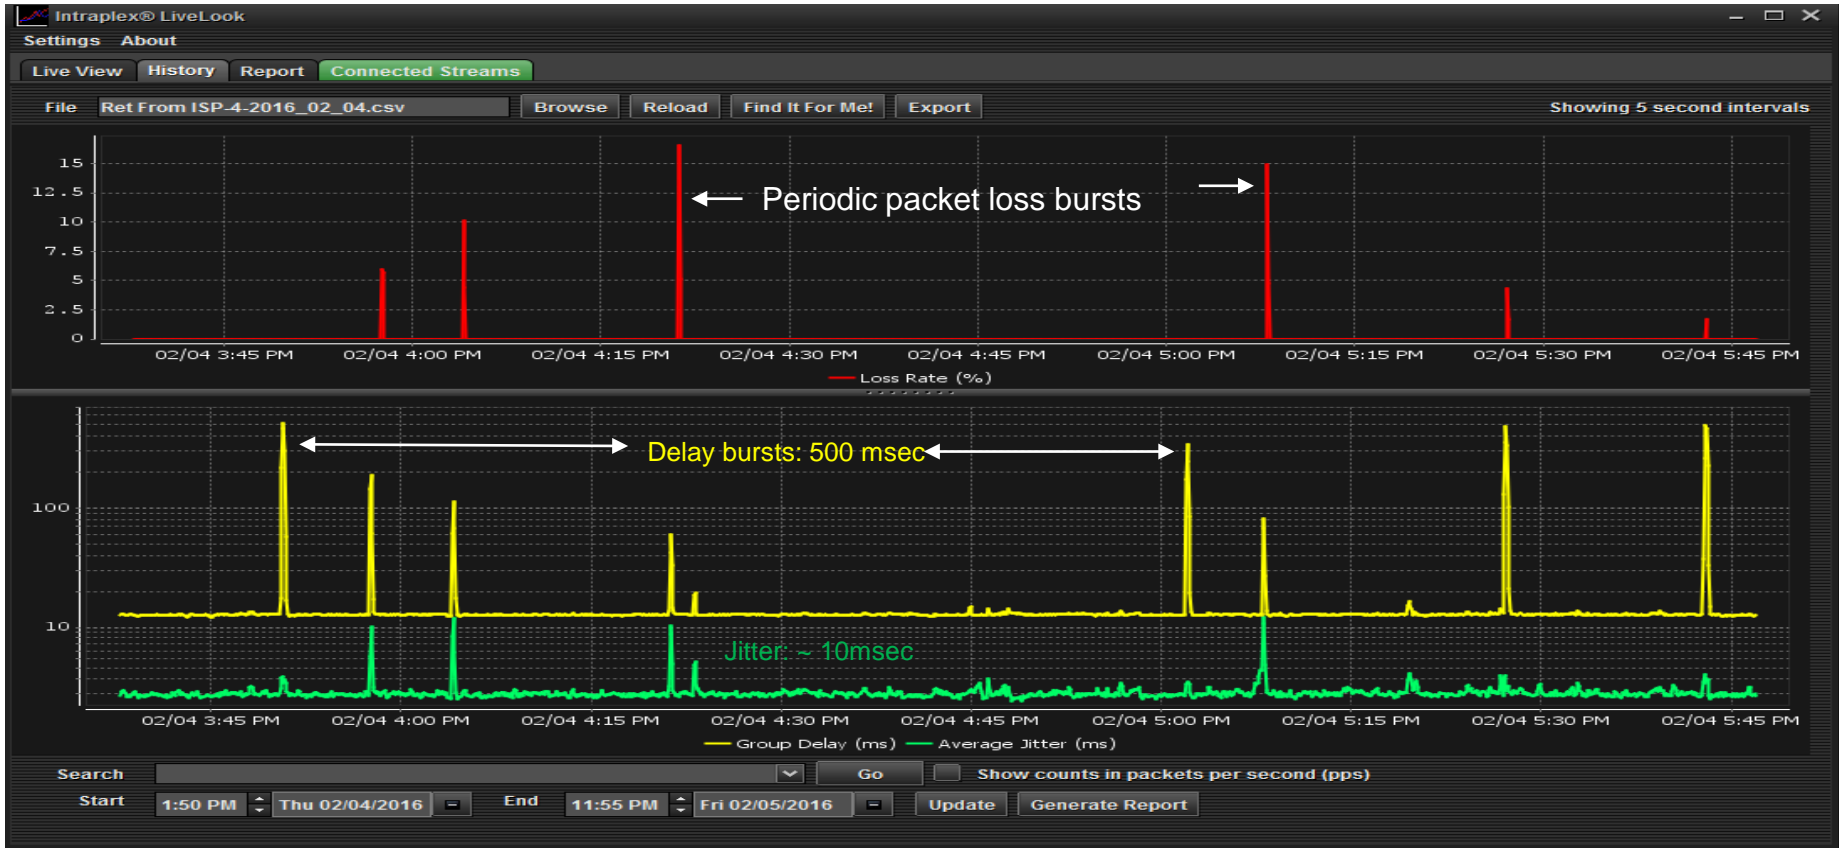 Intraplex® LiveLook
Settings About
Live View History Report Connected Streams
File Ret From ISP-4-2016_02_04.csv Browse Reload Find It For Me! Export Showing 5 second intervals
15
12.5
10
7.5
5
2.5
0
Periodic packet loss bursts
02/04 3:45 PM 02/04 4:00 PM 02/04 4:15 PM 02/04 4:30 PM 02/04 4:45 PM 02/04 5:00 PM 02/04 5:15 PM 02/04 5:30 PM 02/04 5:45 PM
Loss Rate (%)
Delay bursts: 500 msec
100
10
Jitter: ~ 10msec
02/04 3:45 PM 02/04 4:00 PM 02/04 4:15 PM 02/04 4:30 PM 02/04 4:45 PM 02/04 5:00 PM 02/04 5:15 PM 02/04 5:30 PM 02/04 5:45 PM
Group Delay (ms) Average Jitter (ms)
Search Go Show counts in packets per second (pps)
Start 1:50 PM Thu 02/04/2016 End 11:55 PM Fri 02/05/2016 Update Generate Report